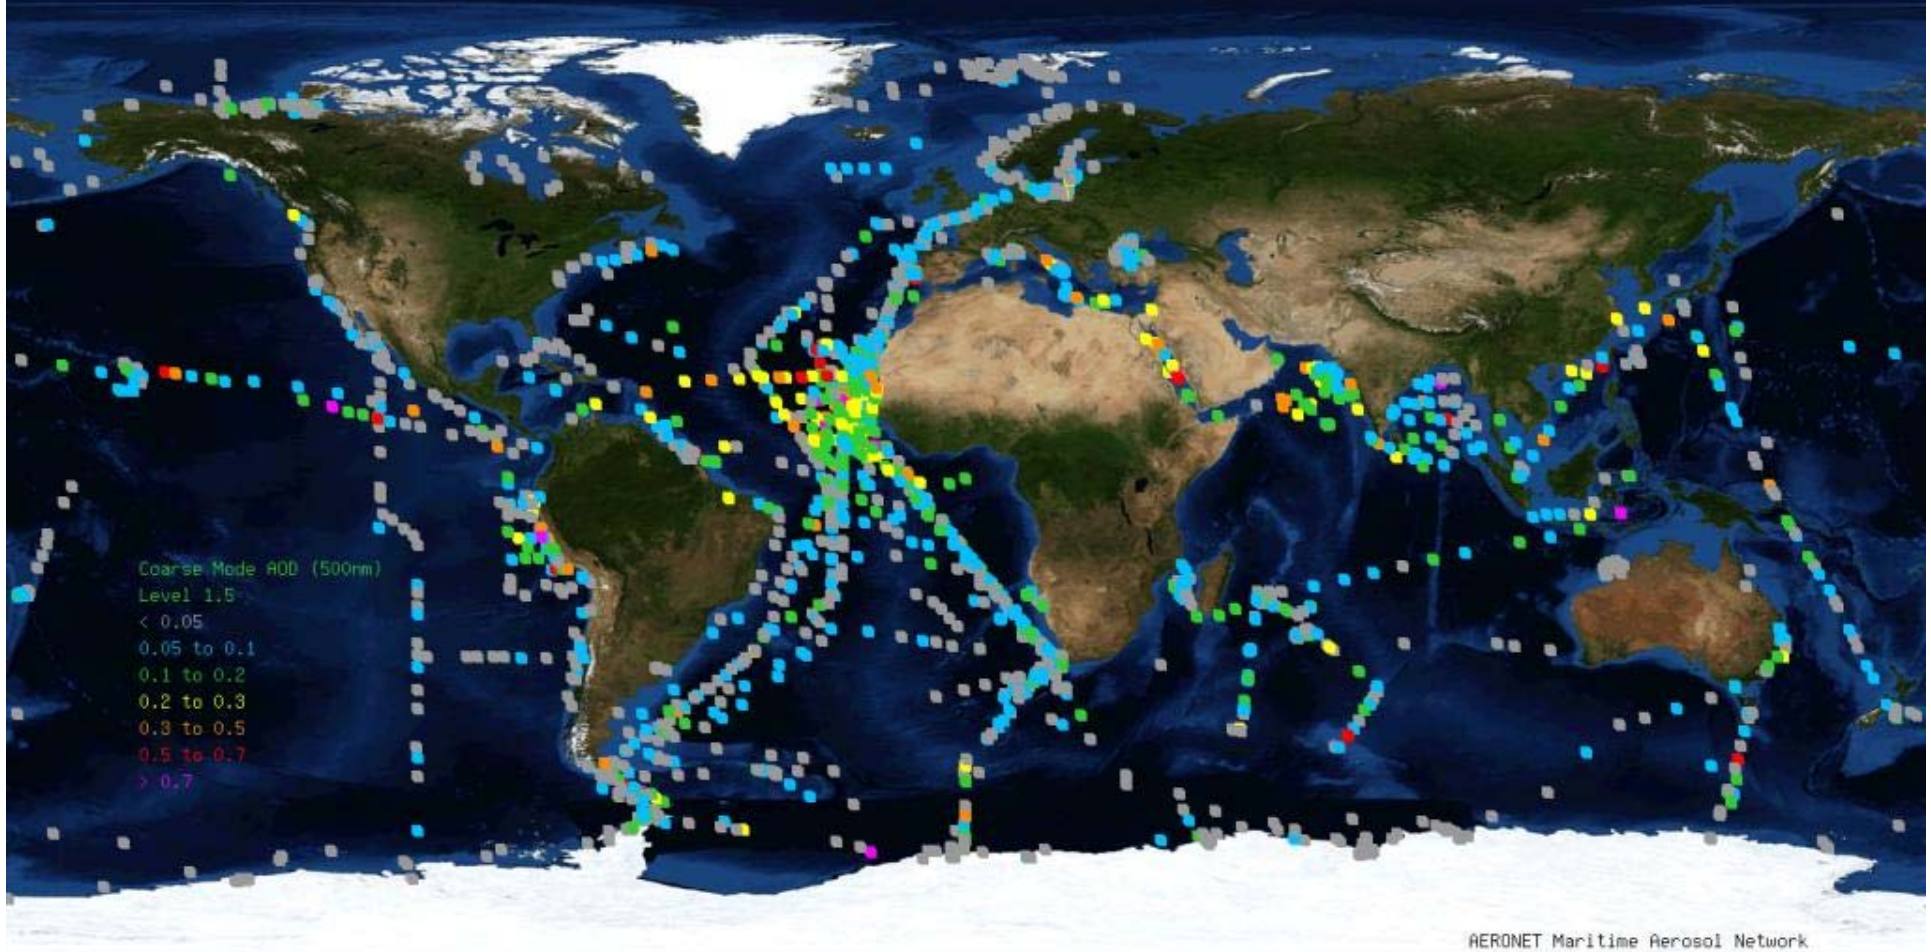 Coarse Mode AOD (500nm)
Level 1.5
< 0.05
0.05 to 0.1
0.1 to 0.2
0.2 to 0.3
0.3 to 0.5
0.5 to 0.7
> 0.7
AERONET Maritime Aerosol Network